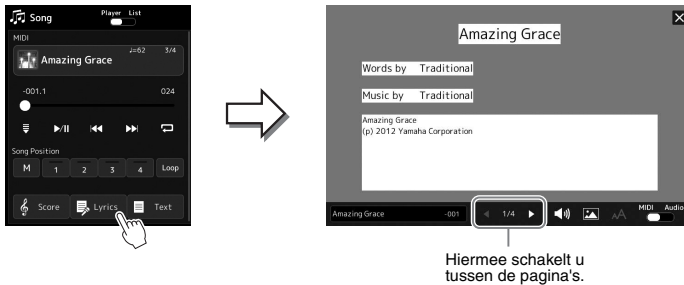 Song
Player List
MIDI
Amazing Grace
♩=62 3/4
-001.1 024
Song Position
M 1 2 3 4 Loop
Score Lyrics Text
Amazing Grace
Words by Traditional
Music by Traditional
Amazing Grace
(p) 2012 Yamaha Corporation
Amazing Grace -001 1/4 AA MIDI Audio
Hiermee schakelt u
tussen de pagina's.